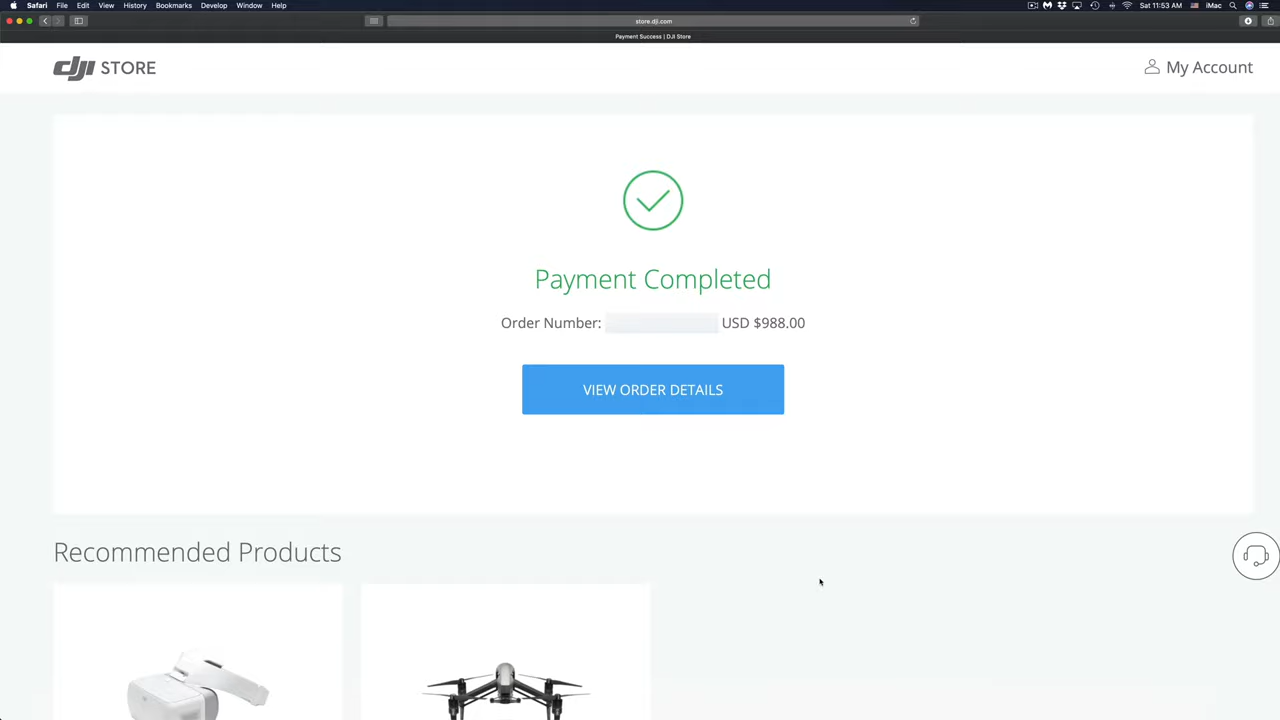 Safari File Edit View History Bookmarks Develop Window Help Sat 11:53 AM iMac
store.dji.com
Payment Success | DJI Store
dji STORE My Account
Payment Completed
Order Number: USD $988.00
VIEW ORDER DETAILS
Recommended Products